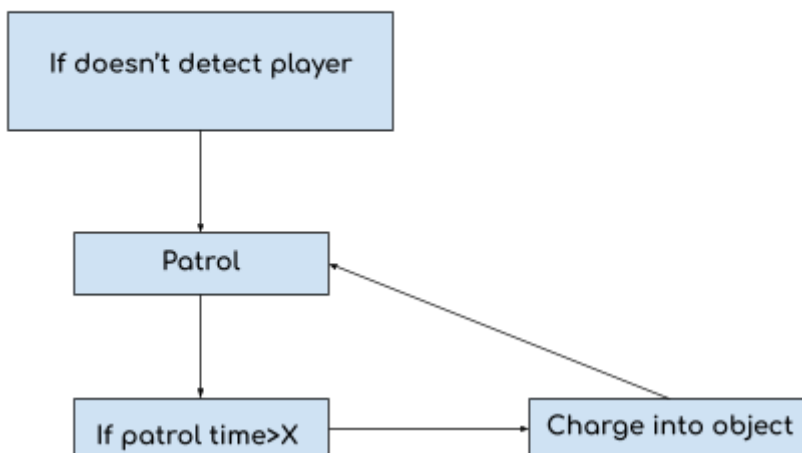 If doesn't detect player
Patrol
If patrol time>X
Charge into object